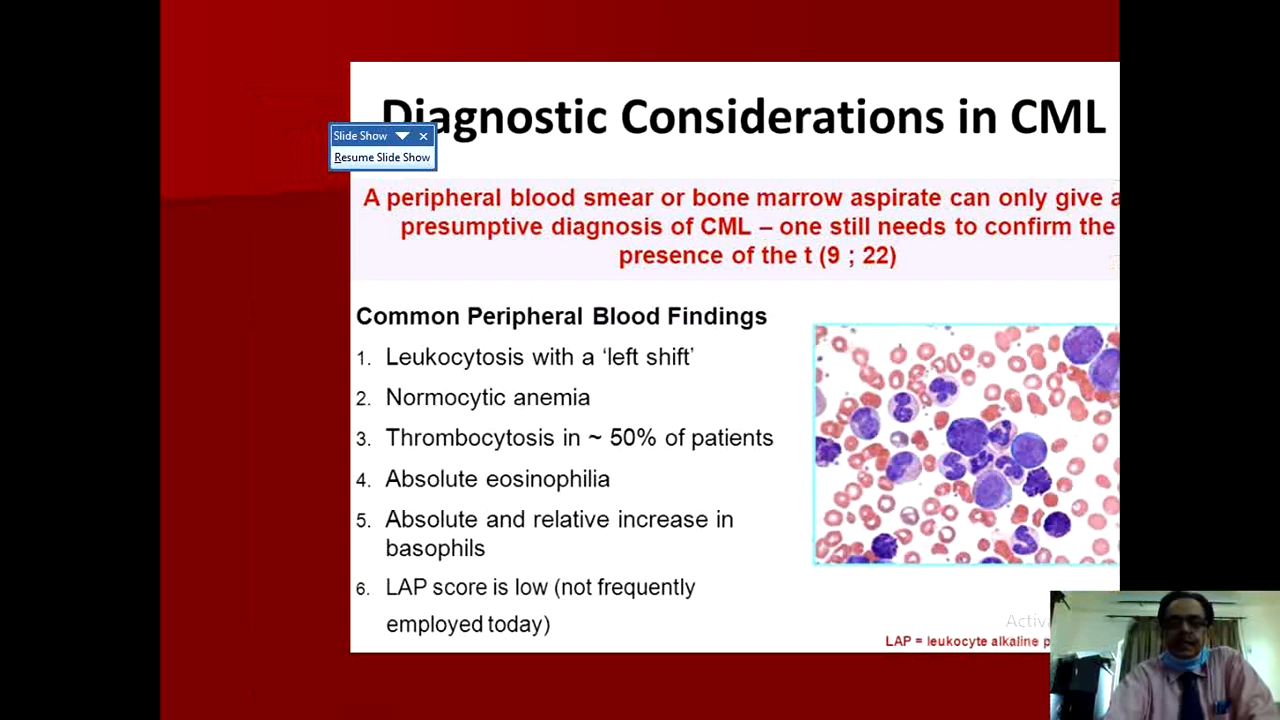 Diagnostic Considerations in CML
Slide Show
Resume Slide Show
A peripheral blood smear or bone marrow aspirate can only give
presumptive diagnosis of CML – one still needs to confirm the
presence of the t (9 ; 22)
Common Peripheral Blood Findings
1. Leukocytosis with a ‘left shift’
2. Normocytic anemia
3. Thrombocytosis in ~ 50% of patients
4. Absolute eosinophilia
5. Absolute and relative increase in
basophils
6. LAP score is low (not frequently
employed today)
LAP = leukocyte alkaline